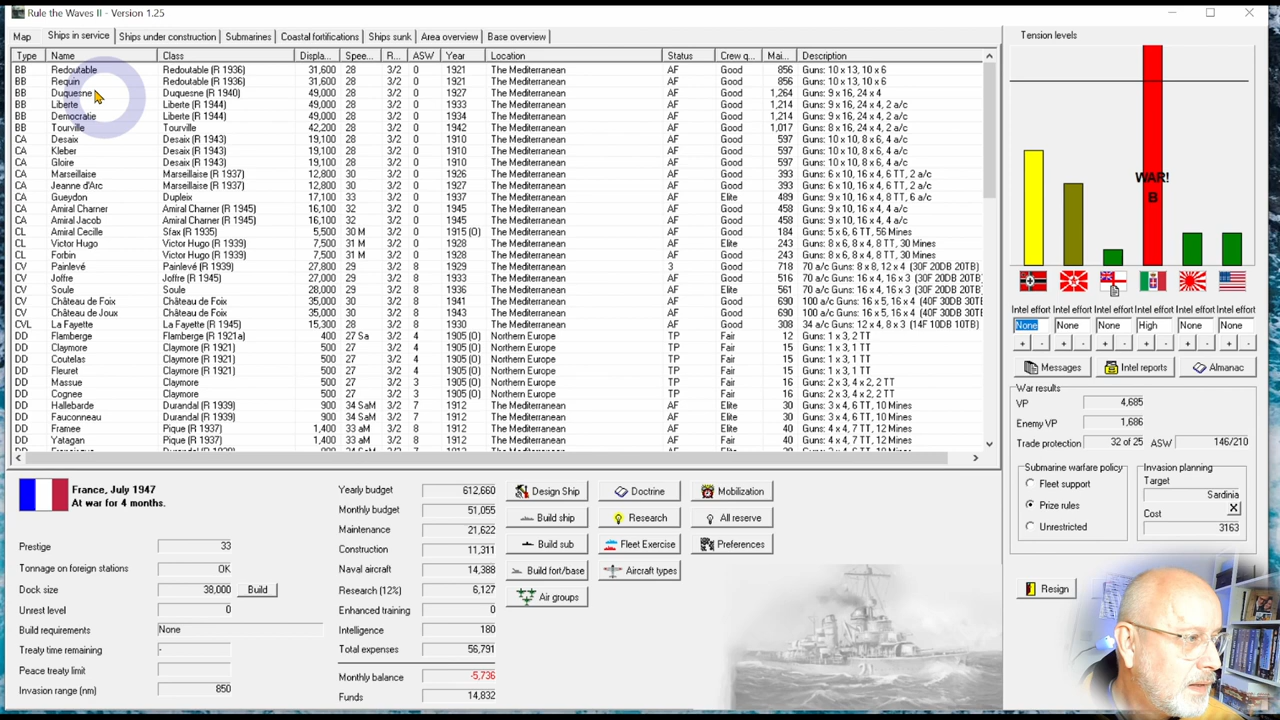 Rule the Waves II - Version 1.25
Map Ships in service Ships under construction Submarines Coastal fortifications Ships sunk Area overview Base overview
Type Name Class Displa... Spee... R... ASW Year Location Status Crew q... Mai... Description
BB Redoutable Redoutable (R 1936) 31,600 28 3/2 0 1921 The Mediterranean AF Good 856 Guns: 10 x 13, 10 x 6
BB Requin Redoutable (R 1936) 31,600 28 3/2 0 1921 The Mediterranean AF Good 856 Guns: 10 x 13, 10 x 6
BB Duquesne Duquesne (R 1940) 49,000 28 3/2 0 1927 The Mediterranean AF Good 1,264 Guns: 9 x 16, 24 x 4
BB Liberte Liberte (R 1944) 49,000 28 3/2 0 1933 The Mediterranean AF Good 1,214 Guns: 9 x 16, 24 x 4, 2 a/c
BB Democratie Liberte (R 1944) 49,000 28 3/2 0 1934 The Mediterranean AF Good 1,214 Guns: 9 x 16, 24 x 4, 2 a/c
BB Tourville Tourville 42,200 28 3/2 0 1942 The Mediterranean AF Good 1,017 Guns: 8 x 16, 24 x 4, 2 a/c
CA Desaix Desaix (R 1943) 19,100 28 3/2 0 1910 The Mediterranean AF Good 597 Guns: 10 x 10, 8 x 4, 6 a/c
CA Kleber Desaix (R 1943) 19,100 28 3/2 0 1910 The Mediterranean AF Good 597 Guns: 10 x 10, 8 x 4, 6 a/c
CA Gloire Desaix (R 1943) 19,100 28 3/2 0 1910 The Mediterranean AF Good 597 Guns: 10 x 10, 8 x 4, 6 a/c
CA Marseillaise Marseillaise (R 1937) 12,800 30 3/2 0 1926 The Mediterranean AF Good 393 Guns: 6 x 10, 16 x 4, 6 TT, 2 a/c
CA Jeanne d'Arc Marseillaise (R 1937) 12,800 30 3/2 0 1927 The Mediterranean AF Good 393 Guns: 6 x 10, 16 x 4, 6 TT, 2 a/c
CA Gueydon Dupleix 17,100 33 3/2 0 1937 The Mediterranean AF Elite 489 Guns: 9 x 10, 16 x 4, 8 TT, 6 a/c
CA Amiral Charner Amiral Charner (R 1945) 16,100 32 3/2 0 1945 The Mediterranean AF Good 458 Guns: 9 x 10, 16 x 4, 4 a/c
CA Amiral Jacob Amiral Charner (R 1945) 16,100 32 3/2 0 1945 The Mediterranean AF Good 458 Guns: 9 x 10, 16 x 4, 4 a/c
CL Amiral Cecille Sfax (R 1935) 5,500 30 M 3/2 0 1915 (O) The Mediterranean AF Good 184 Guns: 5 x 6, 6 TT, 56 Mines
CL Victor Hugo Victor Hugo (R 1939) 7,500 31 M 3/2 0 1928 The Mediterranean AF Elite 243 Guns: 8 x 6, 8 x 4, 8 TT, 30 Mines
CL Forbin Victor Hugo (R 1939) 7,500 31 M 3/2 0 1928 The Mediterranean AF Good 243 Guns: 8 x 6, 8 x 4, 8 TT, 30 Mines
CV Painlevé Painlevé (R 1939) 27,800 29 3/2 8 1929 The Mediterranean 3 Good 718 70 a/c Guns: 8 x 8, 12 x 4 (30F 20DB 20TB)
CV Joffre Joffre (R 1945) 27,000 28 3/2 8 1933 The Mediterranean AF Good 516 70 a/c Guns: 16 x 4, 16 x 3 (30F 20DB 20TB)
CV Soule Soule 28,000 28 3/2 8 1936 The Mediterranean AF Elite 568 70 a/c Guns: 16 x 4, 16 x 3 (30F 20DB 20TB)
CV Château de Foix Château de Foix 35,000 28 3/2 8 1941 The Mediterranean AF Good 690 100 a/c Guns: 16 x 5, 16 x 4 (40F 30DB 30TE
CV Château de Joux Château de Foix 35,000 28 3/2 8 1943 The Mediterranean AF Good 690 100 a/c Guns: 16 x 5, 16 x 4 (40F 30DB 30TE
CVL La Fayette La Fayette (R 1945) 15,300 28 3/2 8 1930 The Mediterranean AF Good 308 34 a/c Guns: 12 x 4, 8 x 3 (14F 10DB 10TB)
DD Flamberge Flamberge (R 1921a) 400 27 Sa 3/2 4 1905 (O) Northern Europe TP Fair 12 Guns: 1 x 3, 2 TT
DD Claymore Claymore (R 1921) 500 27 3/2 4 1905 (O) Northern Europe TP Fair 15 Guns: 1 x 3, 1 TT
DD Coutelas Claymore (R 1921) 500 27 3/2 4 1905 (O) Northern Europe TP Fair 15 Guns: 1 x 3, 1 TT
DD Fleuret Claymore (R 1921) 500 27 3/2 4 1905 (O) Northern Europe TP Fair 15 Guns: 1 x 3, 1 TT
DD Massue Claymore 500 27 3/2 3 1905 (O) Northern Europe TP Fair 16 Guns: 2 x 3, 4 x 2, 2 TT
DD Cognee Claymore 500 27 3/2 3 1905 (O) Northern Europe TP Fair 16 Guns: 2 x 3, 4 x 2, 2 TT
DD Hallebarde Durandal (R 1939) 900 34 SaM 3/2 7 1912 The Mediterranean AF Elite 30 Guns: 3 x 4, 6 TT, 10 Mines
DD Fauconneau Durandal (R 1939) 900 34 SaM 3/2 7 1912 The Mediterranean AF Elite 30 Guns: 3 x 4, 6 TT, 10 Mines
DD Framee Pique (R 1937) 1,400 33 aM 3/2 8 1912 The Mediterranean AF Elite 40 Guns: 4 x 4, 7 TT, 12 Mines
DD Yatagan Pique (R 1937) 1,400 33 aM 3/2 8 1912 The Mediterranean AF Good 40 Guns: 4 x 4, 7 TT, 12 Mines
Tension levels
WAR!
B
Intel effort Intel effort Intel effort Intel effort Intel effort Intel effort
None None None High None None
+ - + - + - + - + - + -
Messages Intel reports Almanac
War results
VP 4,685
Enemy VP 1,686
Trade protection 32 of 25 ASW 146/210
Submarine warfare policy
Fleet support
Prize rules
Unrestricted
Invasion planning
Target
Sardinia
Cost X
3163
Resign
France, July 1947
At war for 4 months.
Prestige 33
Tonnage on foreign stations OK
Dock size 38,000 Build
Unrest level 0
Build requirements None
Treaty time remaining -
Peace treaty limit
Invasion range (nm) 850
Yearly budget 612,660
Monthly budget 51,055
Maintenance 21,622
Construction 11,311
Naval aircraft 14,388
Research (12%) 6,127
Enhanced training 0
Intelligence 180
Total expenses 56,791
Monthly balance -5,736
Funds 14,832
Design Ship Doctrine Mobilization
Build ship Research All reserve
Build sub Fleet Exercise Preferences
Build fort/base Aircraft types
Air groups